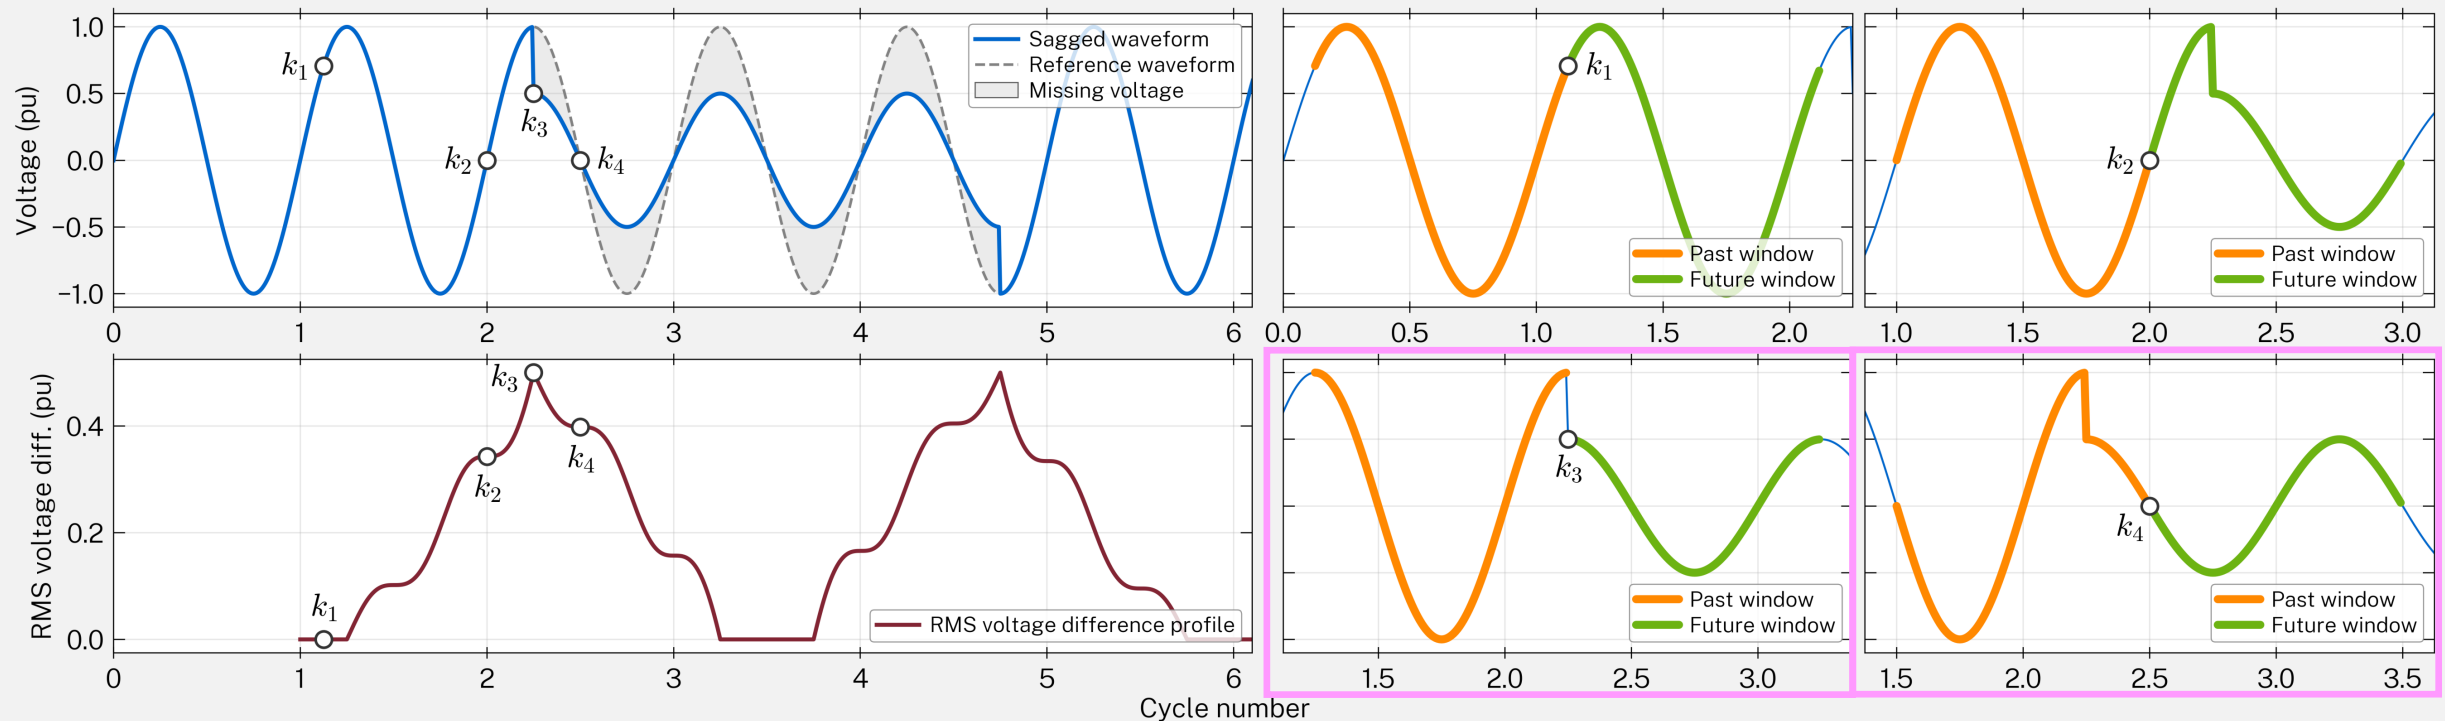 1.0
0.5
0.0
−0.5
−1.0
Voltage (pu)
k1
k2
k3
k4
Sagged waveform
Reference waveform
Missing voltage
0 1 2 3 4 5 6
k1
Past window
Future window
0.0 0.5 1.0 1.5 2.0
k2
Past window
Future window
1.0 1.5 2.0 2.5 3.0
RMS voltage diff. (pu)
0.4
0.2
0.0
k1
k2
k3
k4
RMS voltage difference profile
0 1 2 3 4 5 6
k3
Past window
Future window
1.5 2.0 2.5 3.0
k4
Past window
Future window
1.5 2.0 2.5 3.0 3.5
Cycle number